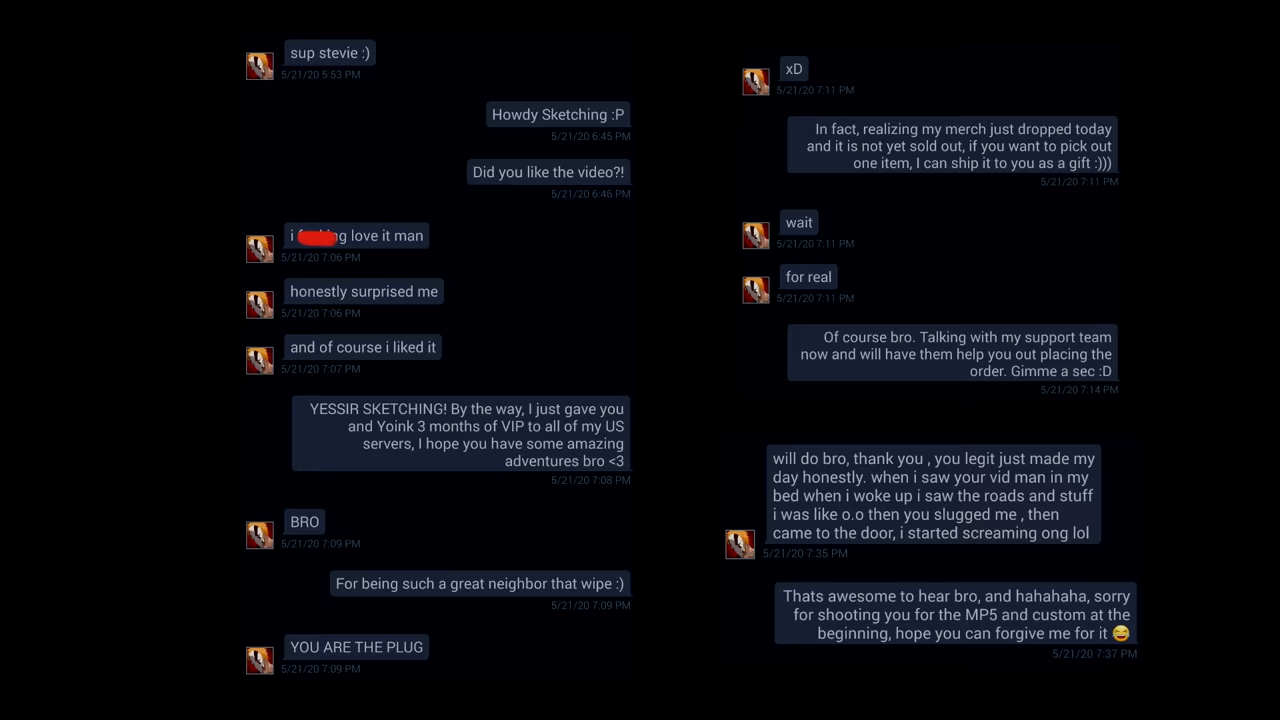 sup stevie :)
5/21/20 5:53 PM
Howdy Sketching :P
5/21/20 6:45 PM
Did you like the video?!
5/21/20 6:46 PM
i f ng love it man
5/21/20 7:06 PM
honestly surprised me
5/21/20 7:06 PM
and of course i liked it
5/21/20 7:07 PM
YESSIR SKETCHING! By the way, I just gave you
and Yoink 3 months of VIP to all of my US
servers, I hope you have some amazing
adventures bro <3
5/21/20 7:08 PM
BRO
5/21/20 7:09 PM
For being such a great neighbor that wipe :)
5/21/20 7:09 PM
YOU ARE THE PLUG
5/21/20 7:09 PM
xD
5/21/20 7:11 PM
In fact, realizing my merch just dropped today
and it is not yet sold out, if you want to pick out
one item, I can ship it to you as a gift :)))
5/21/20 7:11 PM
wait
5/21/20 7:11 PM
for real
5/21/20 7:11 PM
Of course bro. Talking with my support team
now and will have them help you out placing the
order. Gimme a sec :D
5/21/20 7:14 PM
will do bro, thank you , you legit just made my
day honestly. when i saw your vid man in my
bed when i woke up i saw the roads and stuff
i was like o.o then you slugged me , then
came to the door, i started screaming ong lol
5/21/20 7:35 PM
Thats awesome to hear bro, and hahahaha, sorry
for shooting you for the MP5 and custom at the
beginning, hope you can forgive me for it 😅
5/21/20 7:37 PM